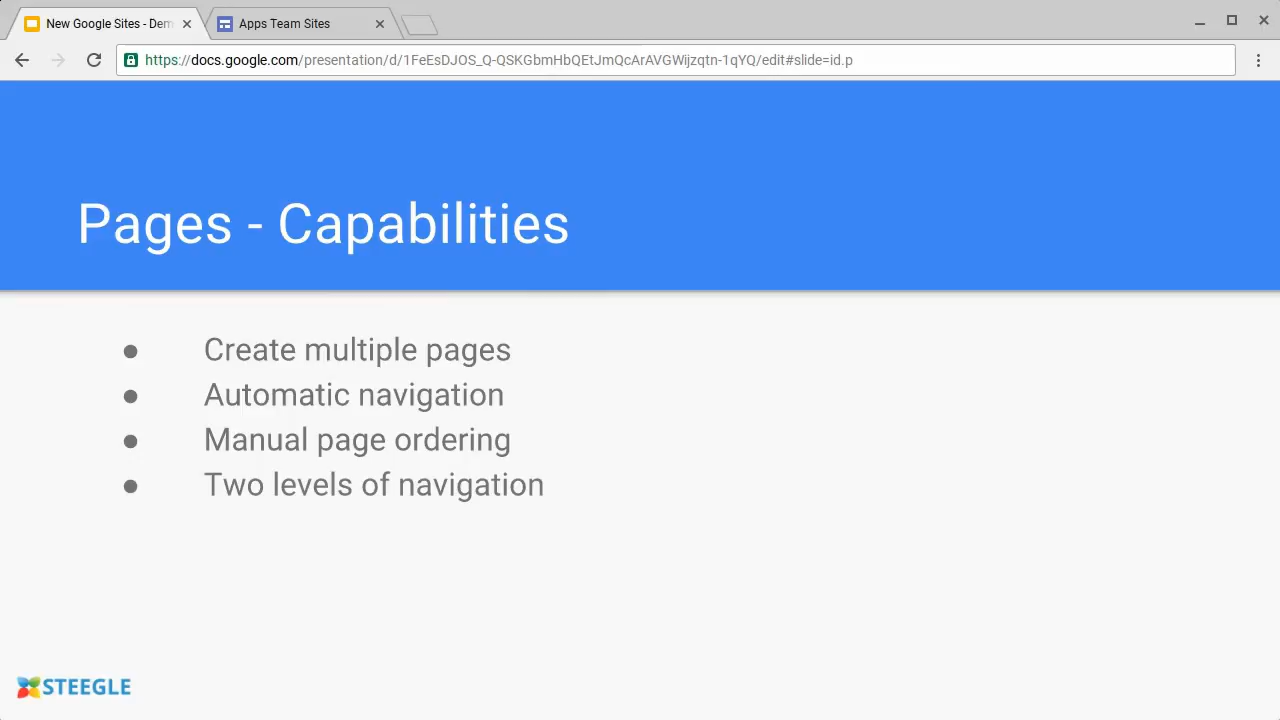 New Google Sites - Dem
Apps Team Sites
https://docs.google.com/presentation/d/1FeEsDJOS_Q-QSKGbmHbQEtJmQcArAVGWijzqtn-1qYQ/edit#slide=id.p
Pages - Capabilities
● Create multiple pages
● Automatic navigation
● Manual page ordering
● Two levels of navigation
STEEGLE